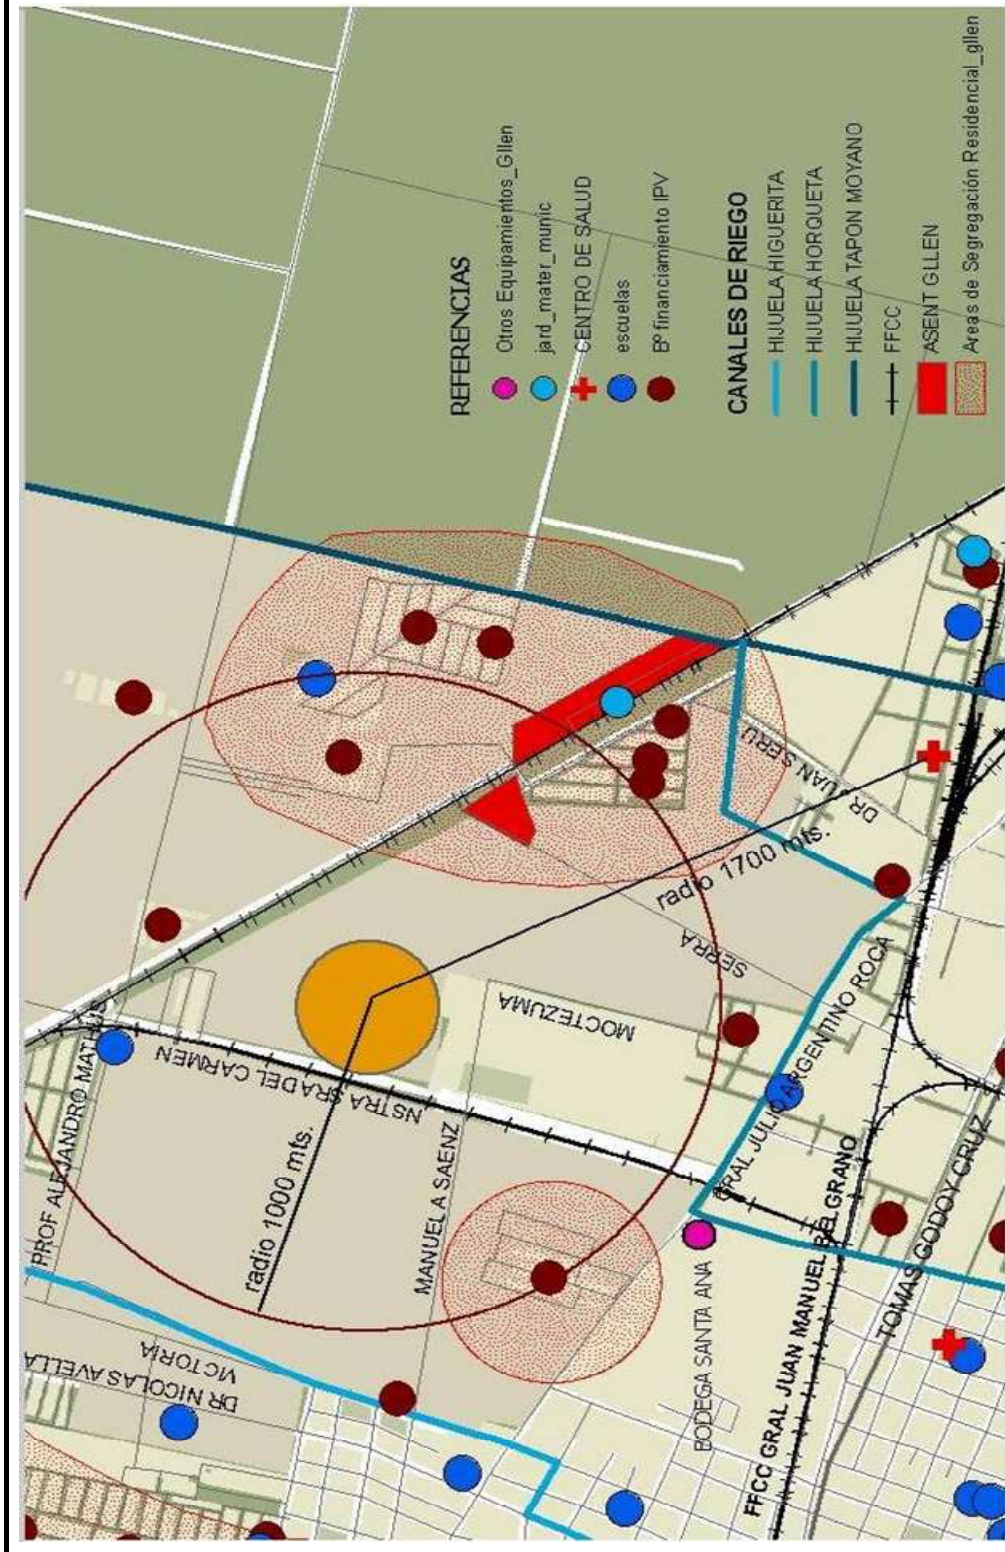 REFERENCIAS
Otros Equipamientos_Gllen
jard_mater_munic
CENTRO DE SALUD
escuelas
Bº financiamiento IPV
CANALES DE RIEGO
HIJUELA HIGUERITA
HIJUELA HORQUETA
HIJUELA TAPON MOYANO
FFCC
ASENT GLLEN
Areas de Segregación Residencial_gllen
PROF ALEJANDRO MATHUS
NSTRA SRA DEL CARMEN
radio 1000 mts.
MANUEL A SAENZ
MOCTEZUMA
SERRA
radio 1700 mts.
DR JUAN SERU
DR NICOLAS AVELLA
VICTORIA
BODEGA SANTA ANA
GRAL JULIO ARGENTINO ROCA
FFCC GRAL JUAN MANUEL BELGRANO
TOMAS GODOY CRUZ